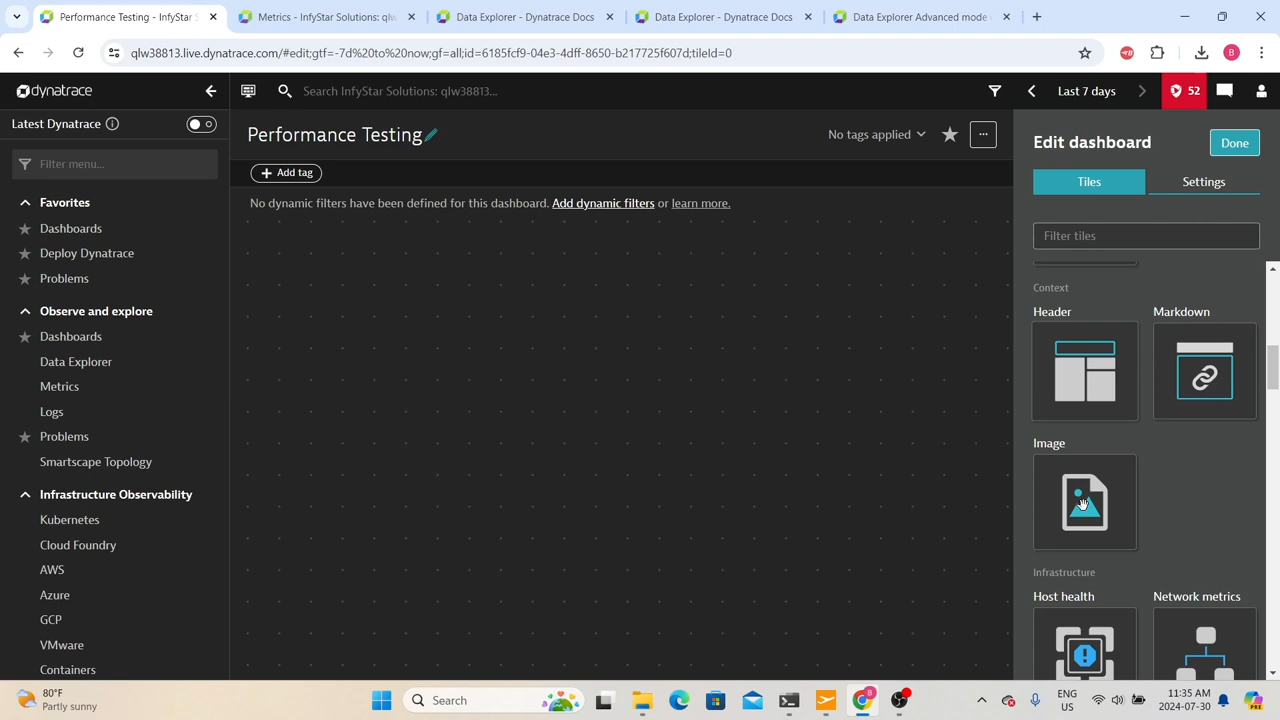 Performance Testing - InfyStar S
Metrics - InfyStar Solutions: qlw
Data Explorer - Dynatrace Docs
Data Explorer - Dynatrace Docs
Data Explorer Advanced mode
qlw38813.live.dynatrace.com/#edit;gtf=-7d%20to%20now;gf=all;id=6185fcf9-04e3-4dff-8650-b217725f607d;tileId=0
B
dynatrace
Search InfyStar Solutions: qlw38813...
Last 7 days
52
Latest Dynatrace
Filter menu...
Favorites
Dashboards
Deploy Dynatrace
Problems
Observe and explore
Dashboards
Data Explorer
Metrics
Logs
Problems
Smartscape Topology
Infrastructure Observability
Kubernetes
Cloud Foundry
AWS
Azure
GCP
VMware
Containers
Performance Testing
No tags applied
...
+ Add tag
No dynamic filters have been defined for this dashboard. Add dynamic filters or learn more.
Edit dashboard
Done
Tiles
Settings
Filter tiles
Context
Header
Markdown
Image
Infrastructure
Host health
Network metrics
80°F
Partly sunny
Search
B
ENG
US
11:35 AM
2024-07-30
PRE